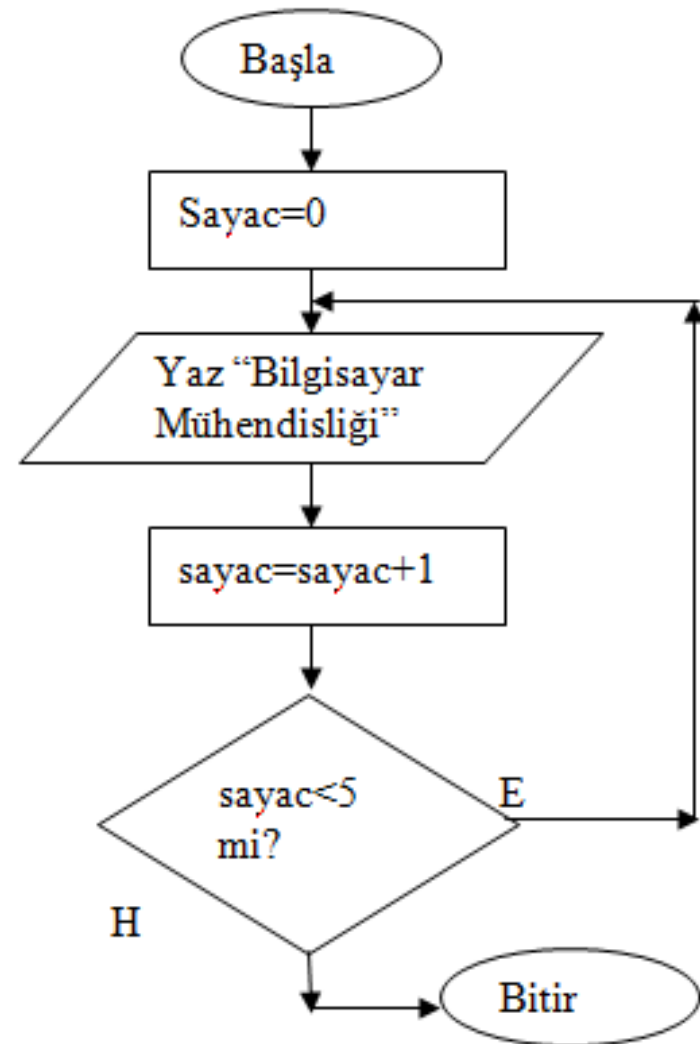 Başla
Sayac=0
Yaz “Bilgisayar
Mühendisliği”
sayac=sayac+1
sayac<5
mi?
E
H
Bitir